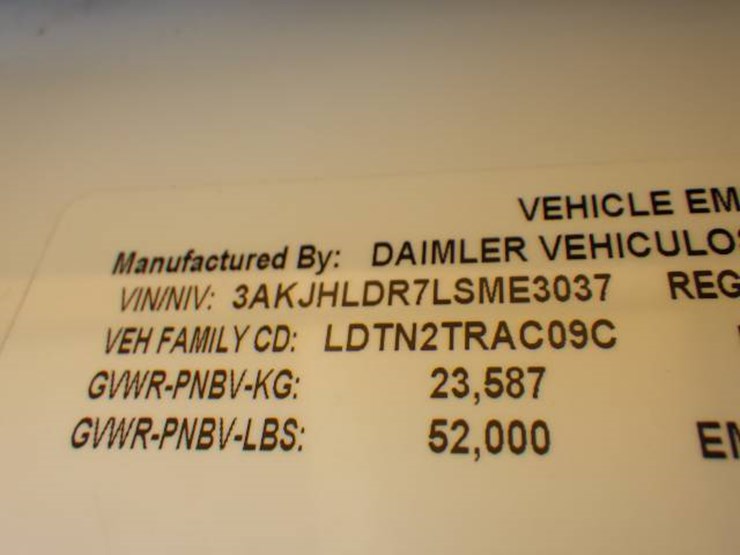 VEHICLE EM
Manufactured By: DAIMLER VEHICULO
VIN/NIV: 3AKJHLDR7LSME3037 REG
VEH FAMILY CD: LDTN2TRAC09C
GVWR-PNBV-KG: 23,587
GVWR-PNBV-LBS: 52,000 EN